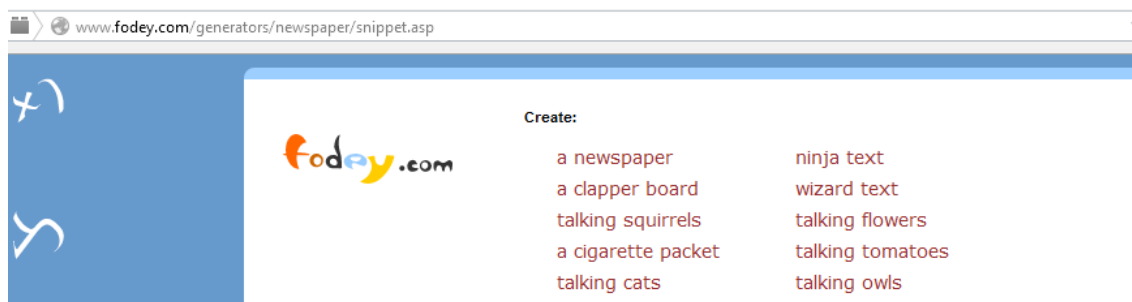 www.fodey.com/generators/newspaper/snippet.asp
Create:
fodey.com
a newspaper
ninja text
a clapper board
wizard text
talking squirrels
talking flowers
a cigarette packet
talking tomatoes
talking cats
talking owls